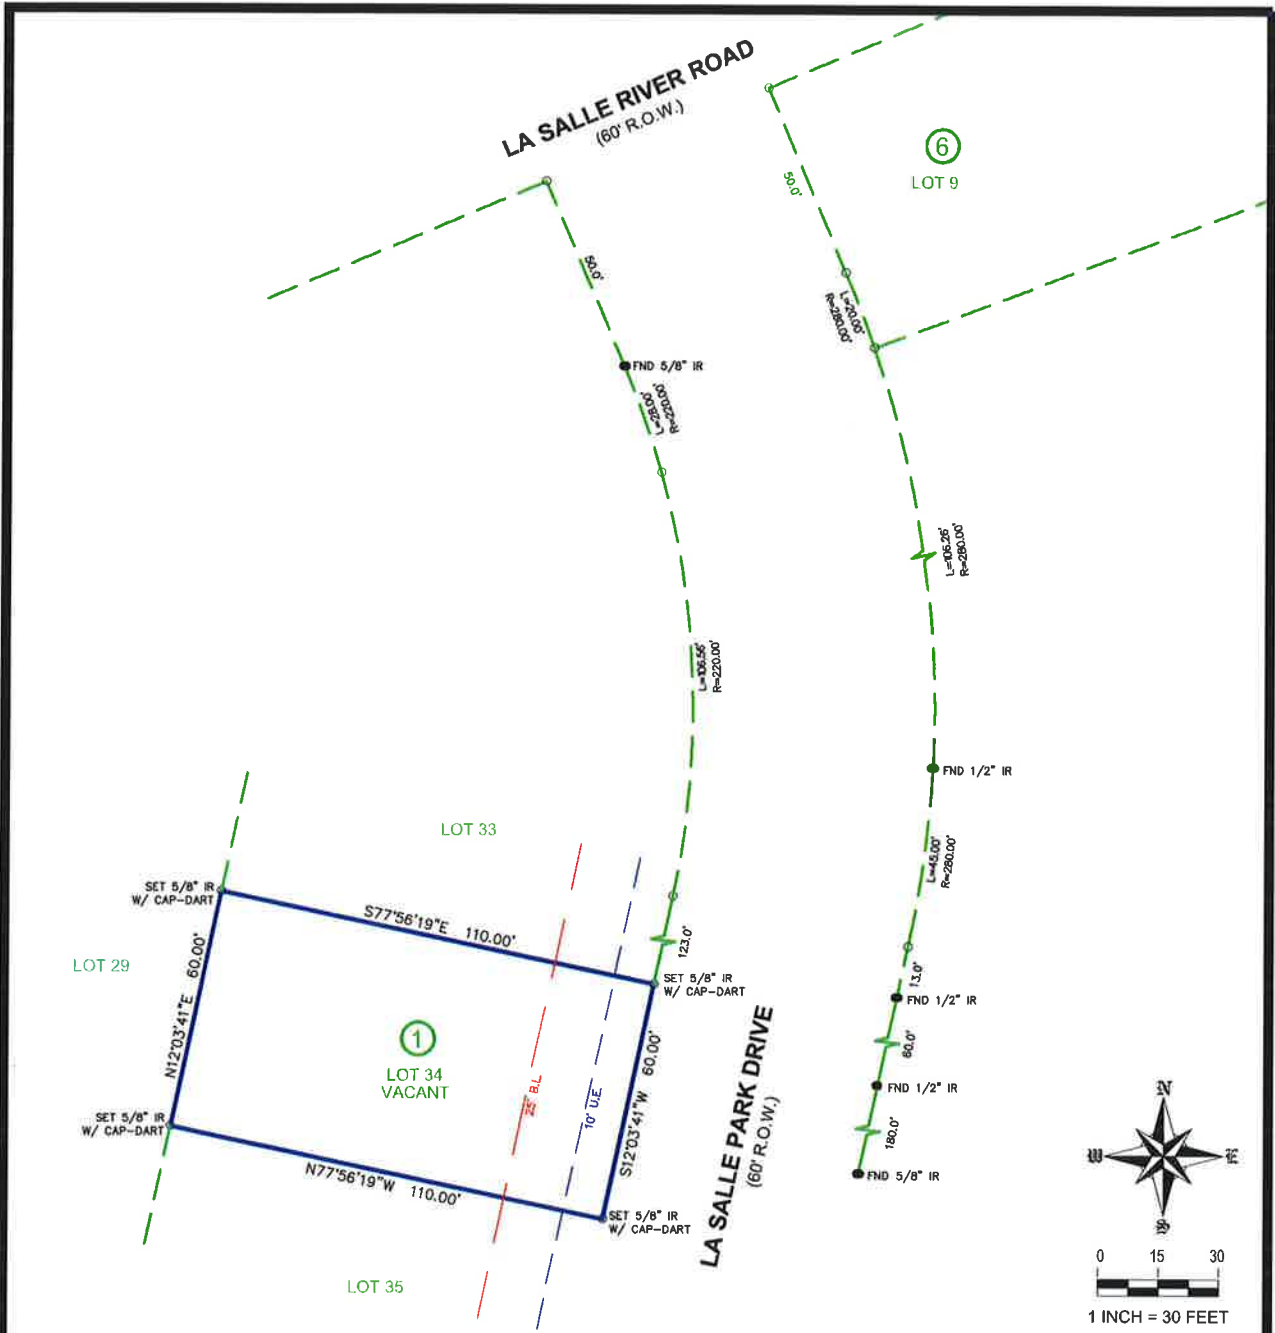 LA SALLE RIVER ROAD
(60' R.O.W.)
6
LOT 9
50.0'
50.0'
L=20.00'
R=280.00'
FND 5/8" IR
L=28.00'
R=220.00'
L=106.26'
R=280.00'
L=106.56'
R=220.00'
FND 1/2" IR
LOT 33
L=45.00'
R=280.00'
SET 5/8" IR
W/ CAP-DART
S77°56'19"E 110.00'
123.0'
LOT 29
N12°03'41"E 60.00'
SET 5/8" IR
W/ CAP-DART
13.0'
FND 1/2" IR
1
LOT 34
VACANT
25' B.L
10' U.E.
S12°03'41"W 60.00'
LA SALLE PARK DRIVE
(60' R.O.W.)
60.0'
FND 1/2" IR
180.0'
FND 5/8" IR
SET 5/8" IR
W/ CAP-DART
N77°56'19"W 110.00'
SET 5/8" IR
W/ CAP-DART
LOT 35
N
W
E
S
0 15 30
1 INCH = 30 FEET